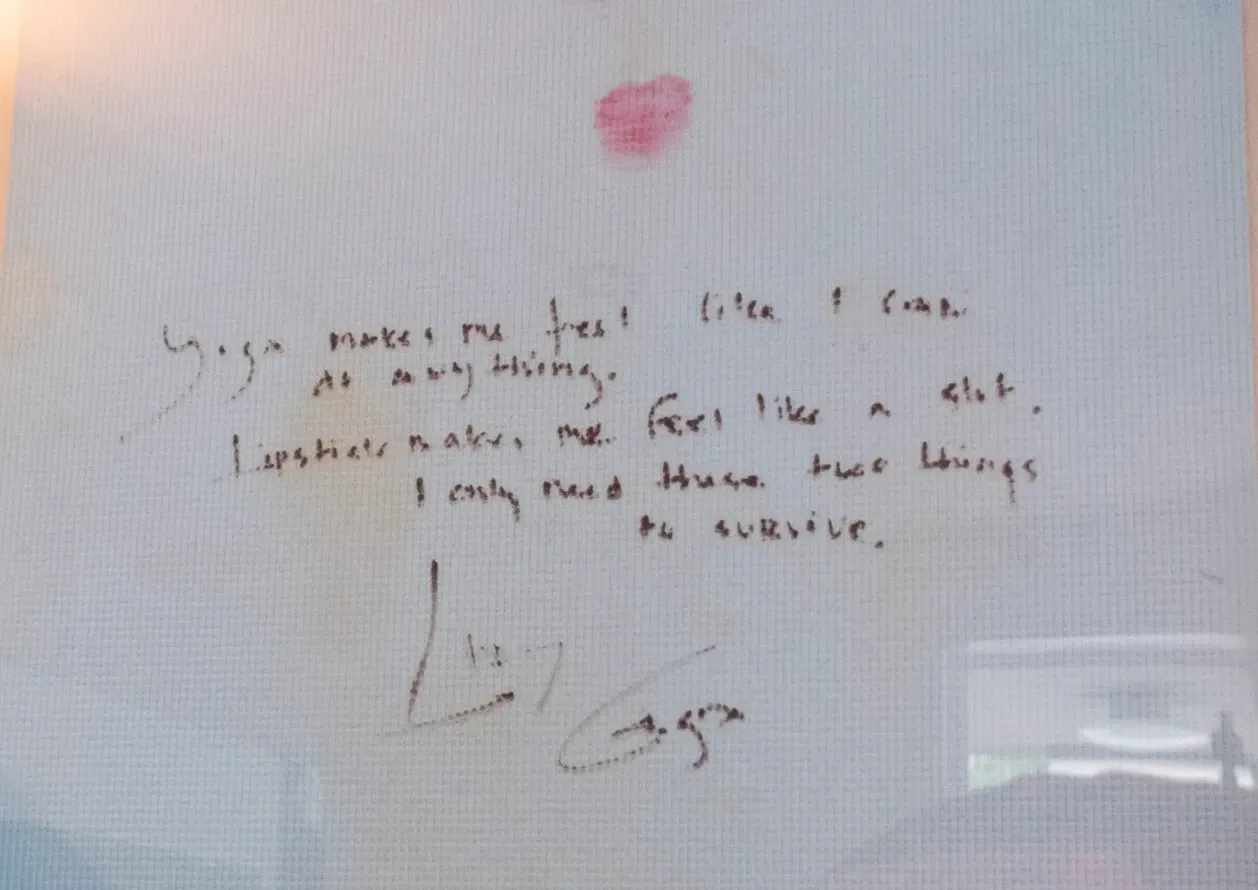 Yoga makes me feel like I can
do anything.
Lipstick makes me feel like a slut.
I only need these two things
to survive.
Lady Gaga